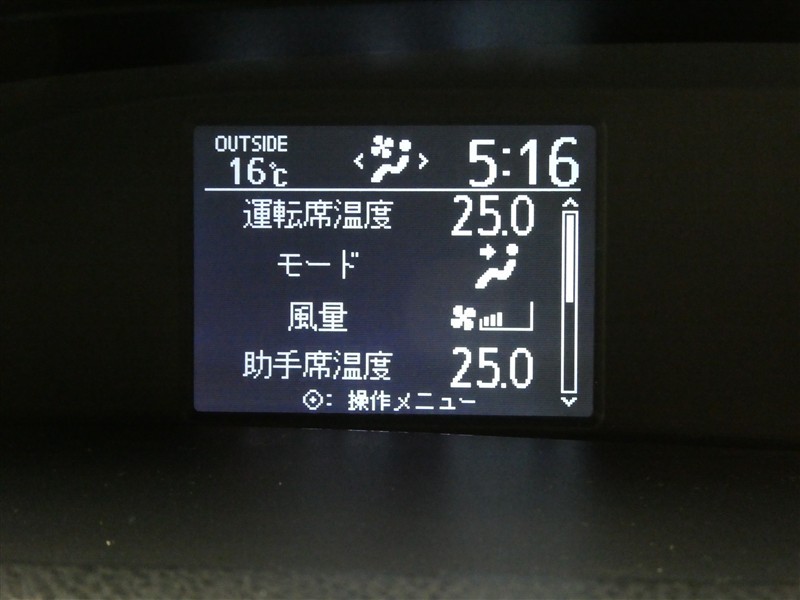 OUTSIDE
16℃
5:16
運転席温度 25.0
モード
風量
助手席温度 25.0
: 操作メニュー